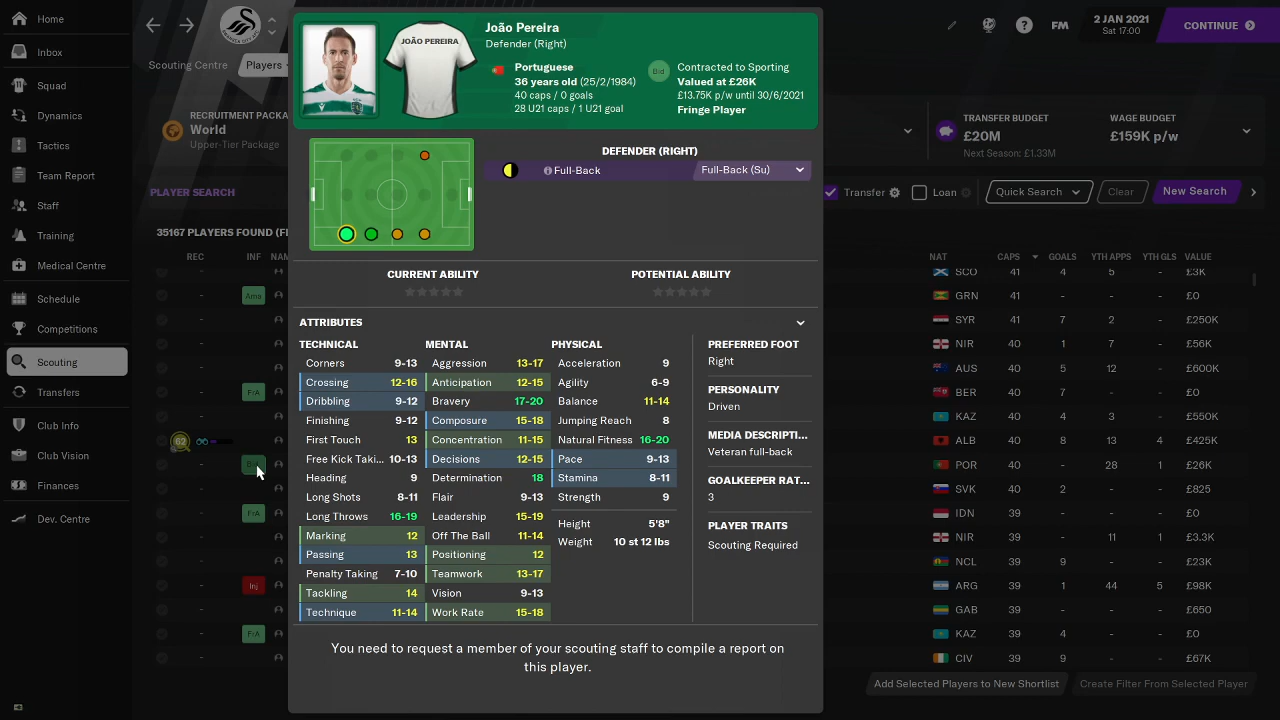 Home
Inbox
Squad
Dynamics
Tactics
Team Report
Staff
Training
Medical Centre
Schedule
Competitions
Scouting
Transfers
Club Info
Club Vision
Finances
Dev. Centre
Scouting Centre
Players
RECRUITMENT PACKA
World
Upper-Tier Package
PLAYER SEARCH
35167 PLAYERS FOUND (FI
REC INF NAM
- Ama
- FrA
62
-
- FrA
- Inj
- FrA
JOÃO PEREIRA
João Pereira
Defender (Right)
Portuguese
36 years old (25/2/1984)
40 caps / 0 goals
28 U21 caps / 1 U21 goal
Bid
Contracted to Sporting
Valued at £26K
£13.75K p/w until 30/6/2021
Fringe Player
DEFENDER (RIGHT)
Full-Back
Full-Back (Su)
CURRENT ABILITY
POTENTIAL ABILITY
ATTRIBUTES
TECHNICAL
Corners 9-13
Crossing 12-16
Dribbling 9-12
Finishing 9-12
First Touch 13
Free Kick Taki... 10-13
Heading 9
Long Shots 8-11
Long Throws 16-19
Marking 12
Passing 13
Penalty Taking 7-10
Tackling 14
Technique 11-14
MENTAL
Aggression 13-17
Anticipation 12-15
Bravery 17-20
Composure 15-18
Concentration 11-15
Decisions 12-15
Determination 18
Flair 9-13
Leadership 15-19
Off The Ball 11-14
Positioning 12
Teamwork 13-17
Vision 9-13
Work Rate 15-18
PHYSICAL
Acceleration 9
Agility 6-9
Balance 11-14
Jumping Reach 8
Natural Fitness 16-20
Pace 9-13
Stamina 8-11
Strength 9
Height 5'8"
Weight 10 st 12 lbs
PREFERRED FOOT
Right
PERSONALITY
Driven
MEDIA DESCRIPTI...
Veteran full-back
GOALKEEPER RAT...
3
PLAYER TRAITS
Scouting Required
You need to request a member of your scouting staff to compile a report on
this player.
FM
2 JAN 2021
Sat 17:00
CONTINUE
TRANSFER BUDGET
£20M
Next Season: £1.33M
WAGE BUDGET
£159K p/w
Transfer
Loan
Quick Search
Clear
New Search
NAT CAPS GOALS YTH APPS YTH GLS VALUE
SCO 41 4 5 - £3K
GRN 41 - - - £0
SYR 41 7 2 - £250K
NIR 40 1 7 - £56K
AUS 40 5 12 - £600K
BER 40 7 - - £0
KAZ 40 4 3 - £550K
ALB 40 8 13 4 £425K
POR 40 - 28 1 £26K
SVK 40 2 - - £825
IDN 40 - - - £0
NIR 40 1 11 1 £3.3K
NCL 40 9 - - £23K
ARG 39 1 44 5 £98K
GAB 39 - - - £650
KAZ 39 4 - - £0
CIV 39 9 - - £67K
Add Selected Players to New Shortlist
Create Filter From Selected Player